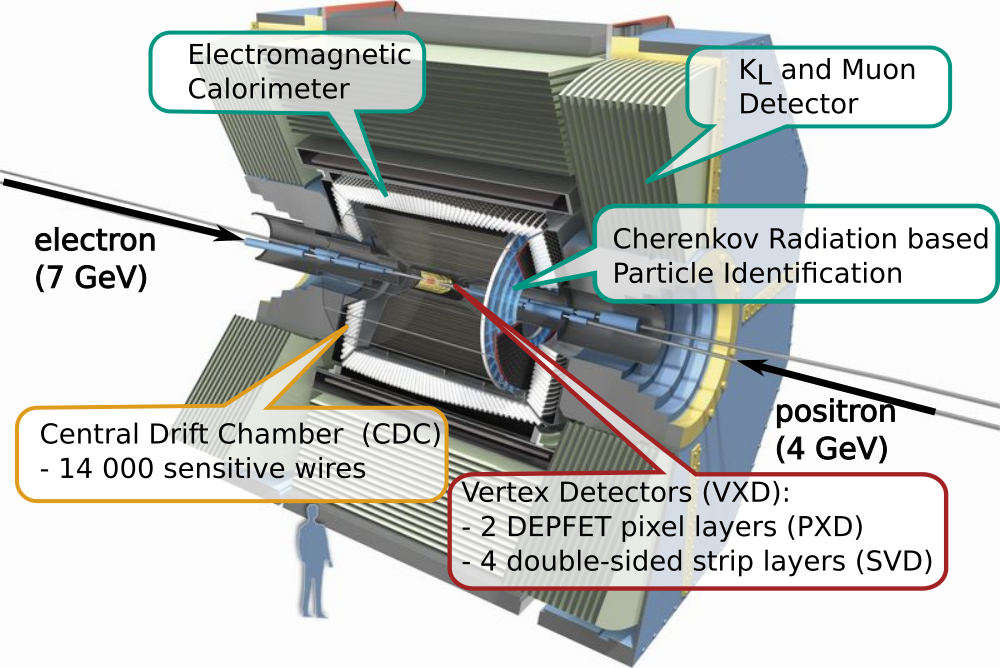 Electromagnetic
Calorimeter
KL and Muon
Detector
electron
(7 GeV)
Cherenkov Radiation based
Particle Identification
positron
(4 GeV)
Central Drift Chamber  (CDC)
- 14 000 sensitive wires
Vertex Detectors (VXD):
- 2 DEPFET pixel layers (PXD)
- 4 double-sided strip layers (SVD)